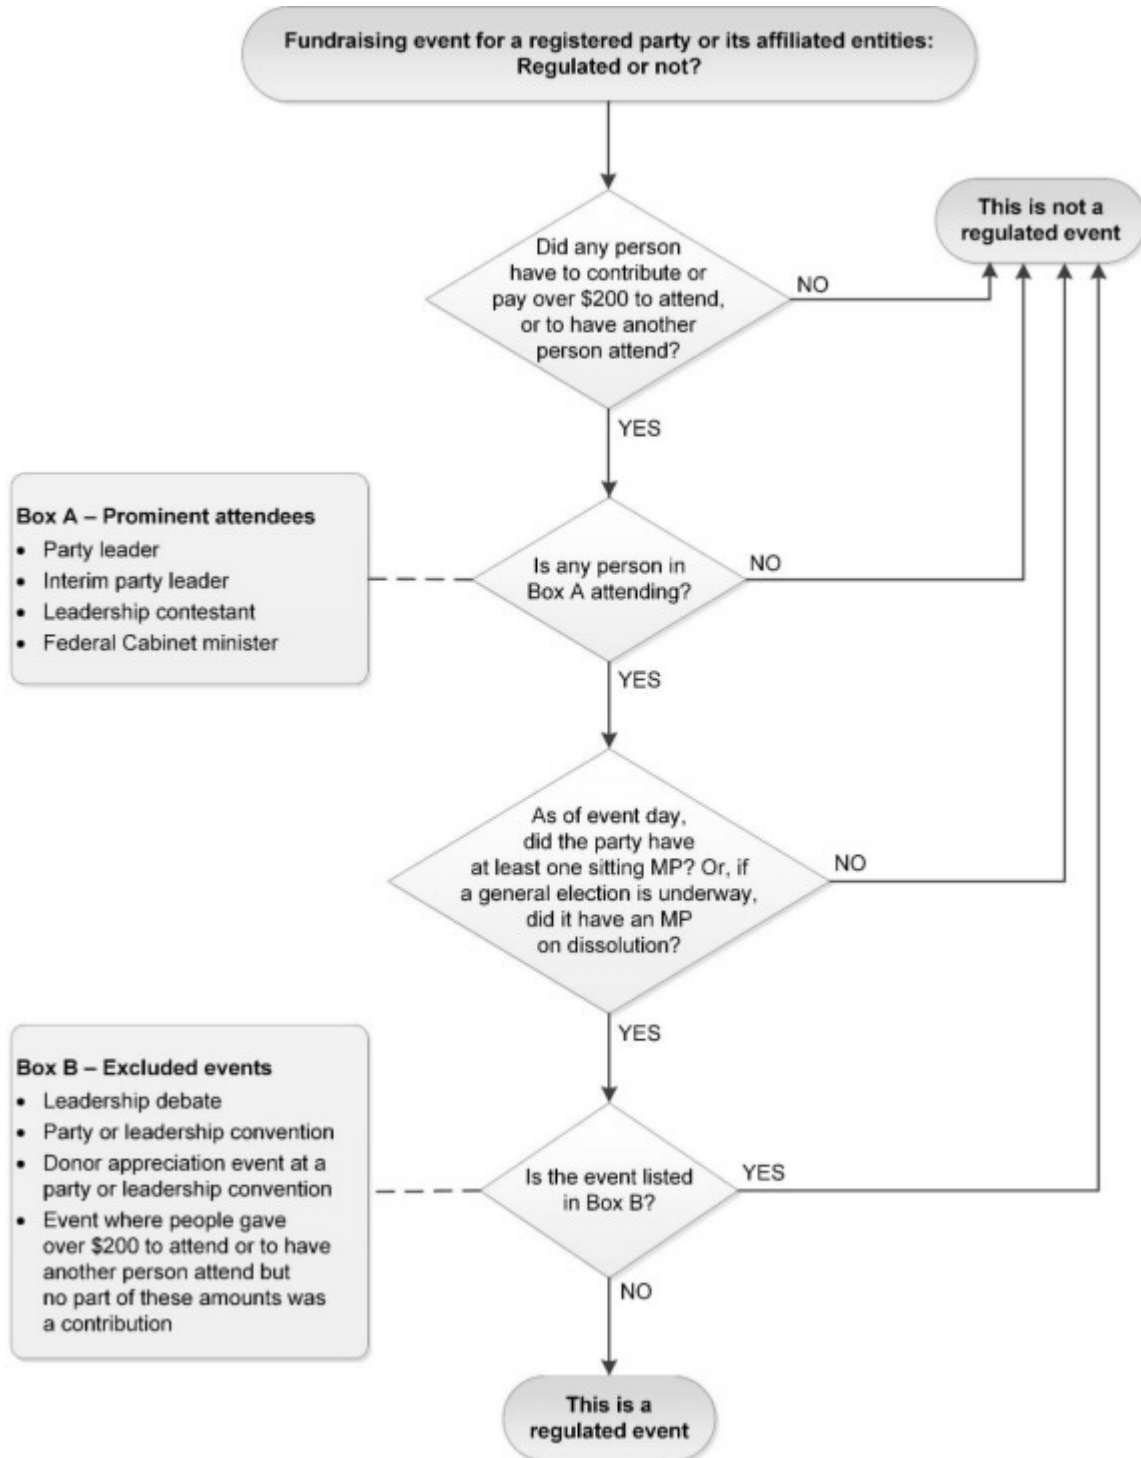 Fundraising event for a registered party or its affiliated entities:
Regulated or not?
This is not a
regulated event
Did any person
have to contribute or
pay over $200 to attend,
or to have another
person attend?
NO
YES
Box A – Prominent attendees
• Party leader
• Interim party leader
• Leadership contestant
• Federal Cabinet minister
Is any person in
Box A attending?
NO
YES
As of event day,
did the party have
at least one sitting MP? Or, if
a general election is underway,
did it have an MP
on dissolution?
NO
YES
Box B – Excluded events
• Leadership debate
• Party or leadership convention
• Donor appreciation event at a
party or leadership convention
• Event where people gave
over $200 to attend or to have
another person attend but
no part of these amounts was
a contribution
Is the event listed
in Box B?
YES
NO
This is a
regulated event